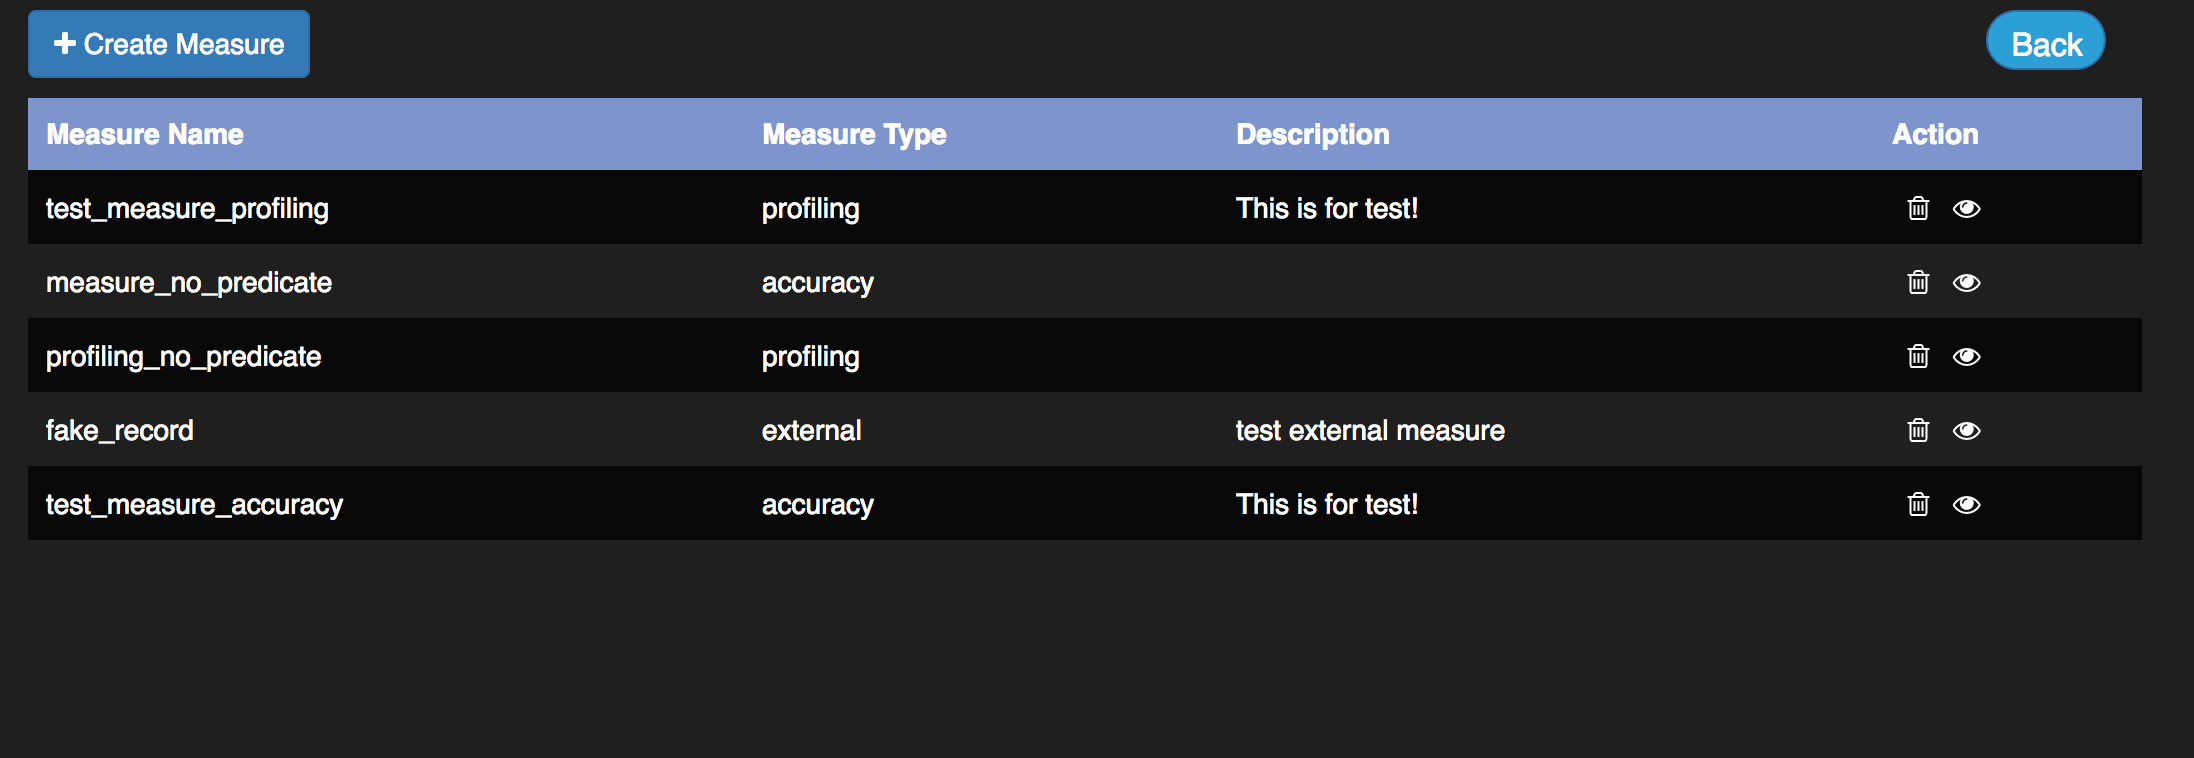 Create Measure
Back
Measure Name Measure Type Description Action
test_measure_profiling profiling This is for test!
measure_no_predicate accuracy
profiling_no_predicate profiling
fake_record external test external measure
test_measure_accuracy accuracy This is for test!